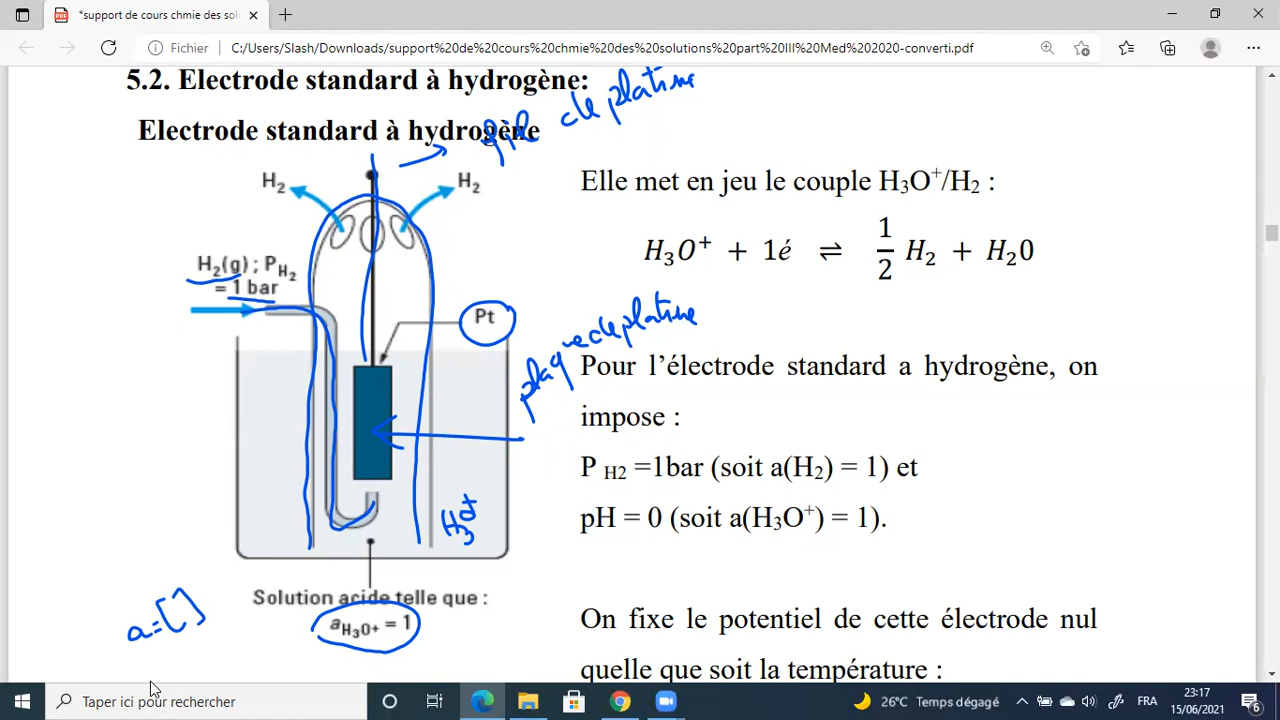 *support de cours chmie des sol
Fichier
C:/Users/Slash/Downloads/support%20de%20cours%20chmie%20des%20solutions%20part%20III%20Med%202020-converti.pdf
5.2. Electrode standard à hydrogène:
Electrode standard à hydrogène
fil de platine
H2
H2
Elle met en jeu le couple H3O+/H2 :
H3O+ + 1é ⇌ 1/2 H2 + H20
H2(g) ; PH2
= 1 bar
Pt
plaque de platine
Pour l’électrode standard a hydrogène, on
impose :
P H2 =1bar (soit a(H2) = 1) et
pH = 0 (soit a(H3O+) = 1).
H3O+
Solution acide telle que :
aH3O+ = 1
a=[ ]
On fixe le potentiel de cette électrode nul
quelle que soit la température :
Taper ici pour rechercher
26°C Temps dégagé
FRA
23:17
15/06/2021
6